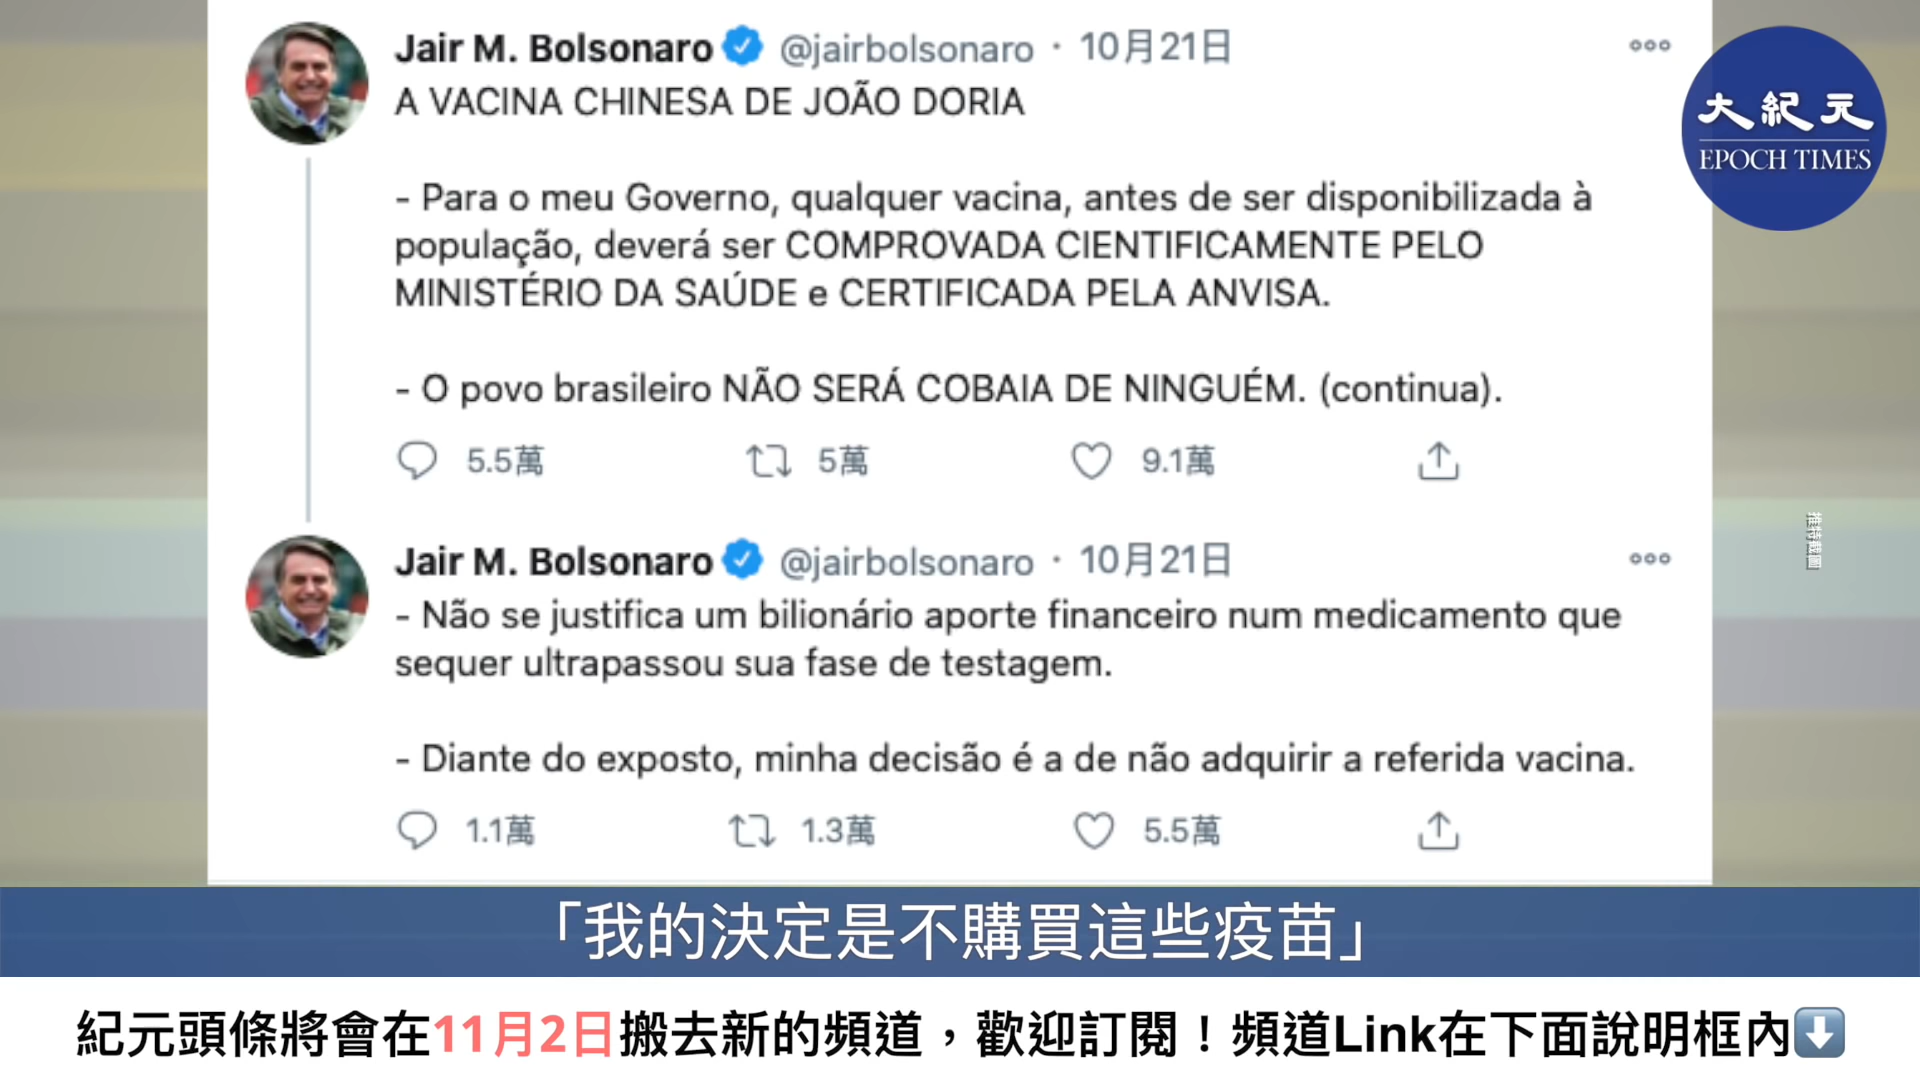 Jair M. Bolsonaro @jairbolsonaro · 10月21日
A VACINA CHINESA DE JOÃO DORIA
- Para o meu Governo, qualquer vacina, antes de ser disponibilizada à
população, deverá ser COMPROVADA CIENTIFICAMENTE PELO
MINISTÉRIO DA SAÚDE e CERTIFICADA PELA ANVISA.
- O povo brasileiro NÃO SERÁ COBAIA DE NINGUÉM. (continua).
5.5萬 5萬 9.1萬
Jair M. Bolsonaro @jairbolsonaro · 10月21日
- Não se justifica um bilionário aporte financeiro num medicamento que
sequer ultrapassou sua fase de testagem.
- Diante do exposto, minha decisão é a de não adquirir a referida vacina.
1.1萬 1.3萬 5.5萬
大紀元
EPOCH TIMES
推特截圖
「我的決定是不購買這些疫苗」
紀元頭條將會在11月2日搬去新的頻道，歡迎訂閱！頻道Link在下面說明框內